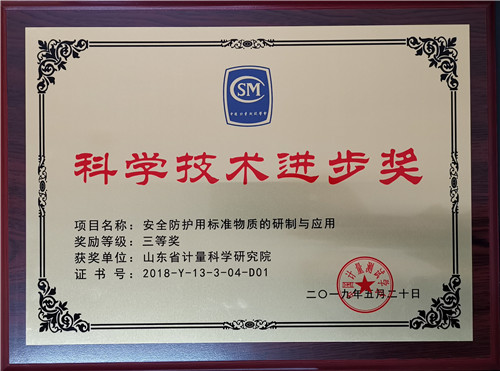 CSM
科学技术进步奖
项目名称：安全防护用标准物质的研制与应用
奖励等级：三等奖
获奖单位：山东省计量科学研究院
证书号：2018-Y-13-3-04-D01
二〇一九年五月二十日